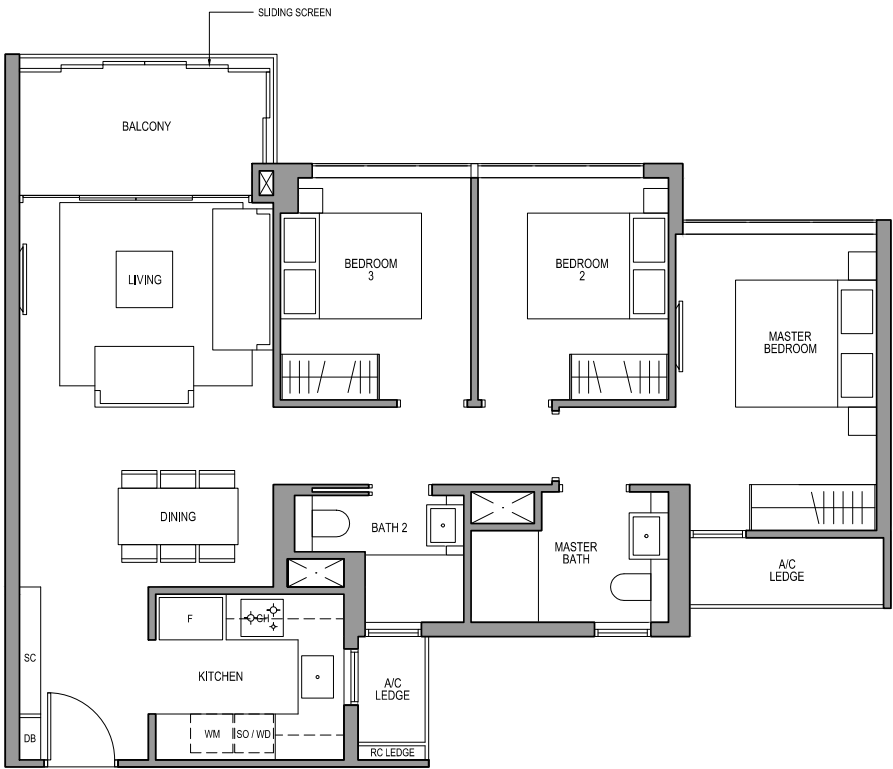 SLIDING SCREEN
BALCONY
LIVING
BEDROOM
3
BEDROOM
2
MASTER
BEDROOM
DINING
BATH 2
MASTER
BATH
A/C
LEDGE
F
CH
SC
KITCHEN
A/C
LEDGE
DB
WM
SO / WD
RC LEDGE